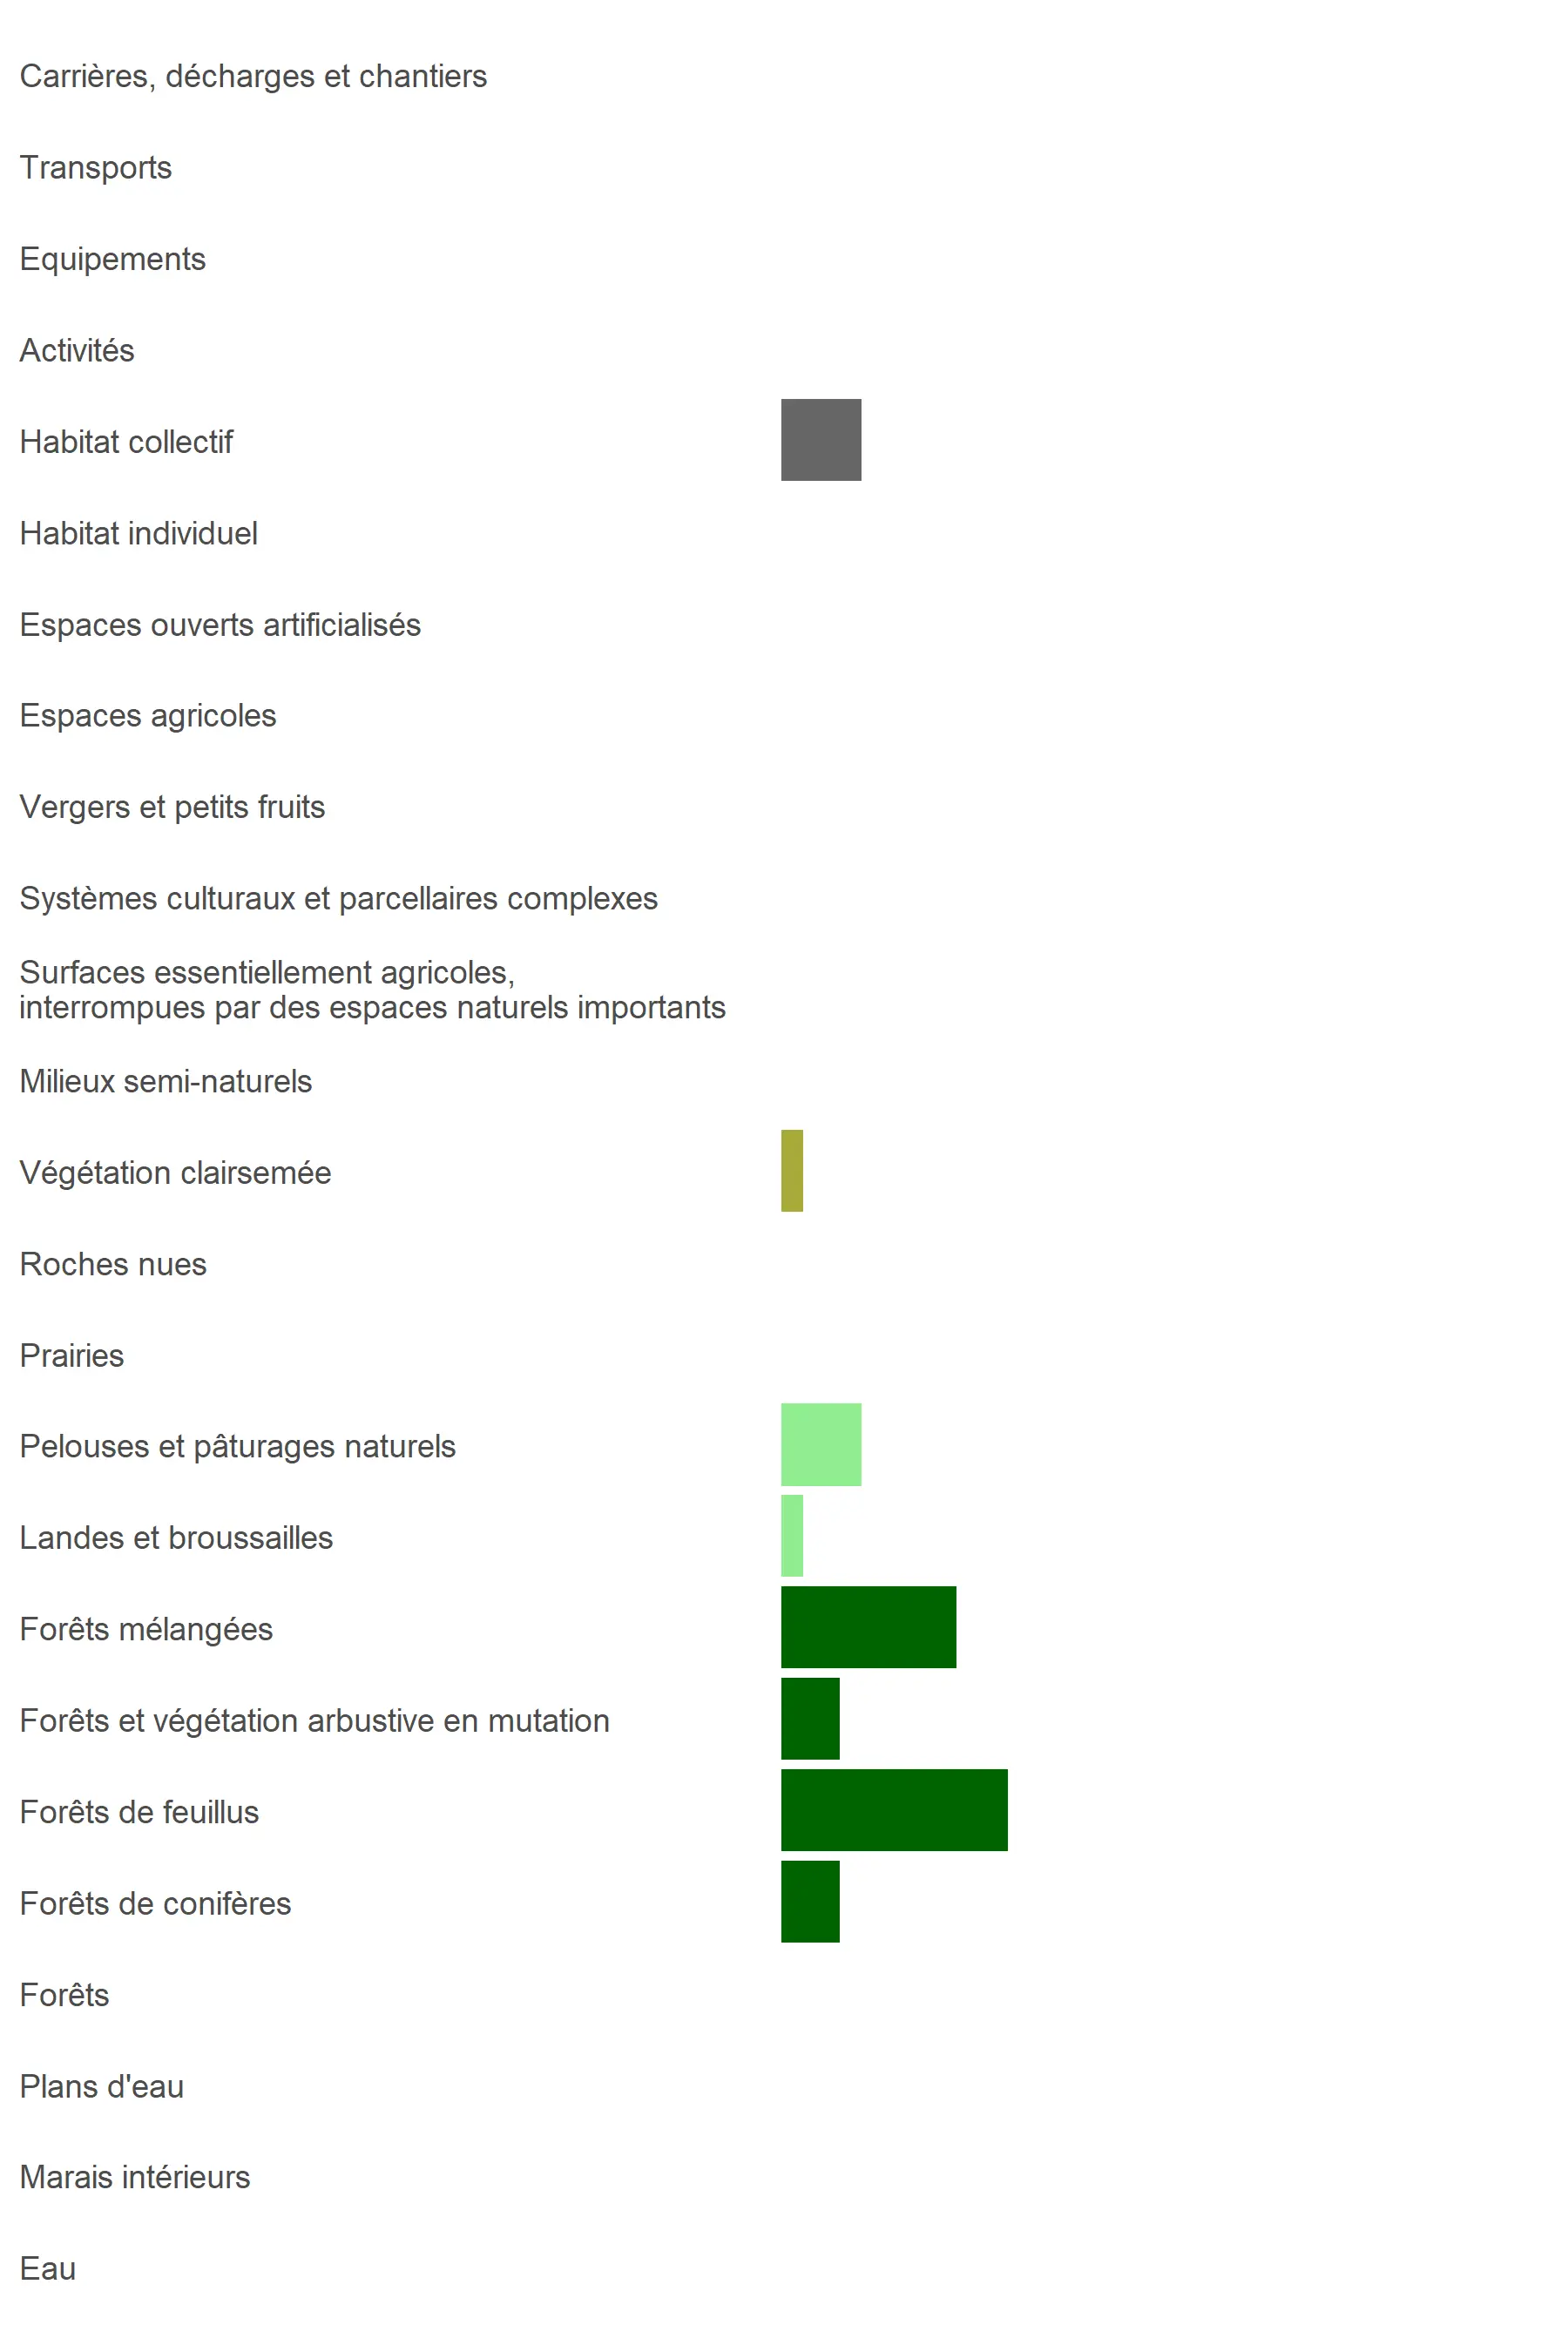 Carrières, décharges et chantiers
Transports
Equipements
Activités
Habitat collectif
Habitat individuel
Espaces ouverts artificialisés
Espaces agricoles
Vergers et petits fruits
Systèmes culturaux et parcellaires complexes
Surfaces essentiellement agricoles,
interrompues par des espaces naturels importants
Milieux semi-naturels
Végétation clairsemée
Roches nues
Prairies
Pelouses et pâturages naturels
Landes et broussailles
Forêts mélangées
Forêts et végétation arbustive en mutation
Forêts de feuillus
Forêts de conifères
Forêts
Plans d'eau
Marais intérieurs
Eau